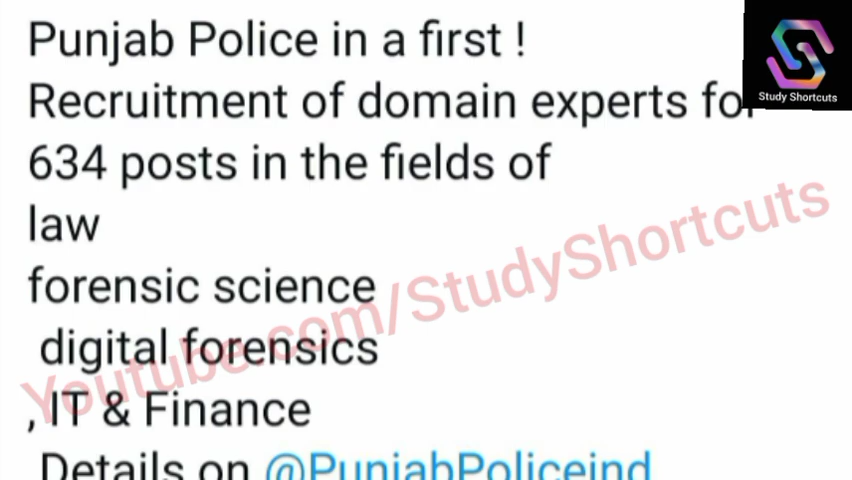 Punjab Police in a first !
Study Shortcuts
Recruitment of domain experts for
634 posts in the fields of
law
forensic science
digital forensics
, IT & Finance
Details on @PunjabPoliceind
Youtube.com/StudyShortcuts